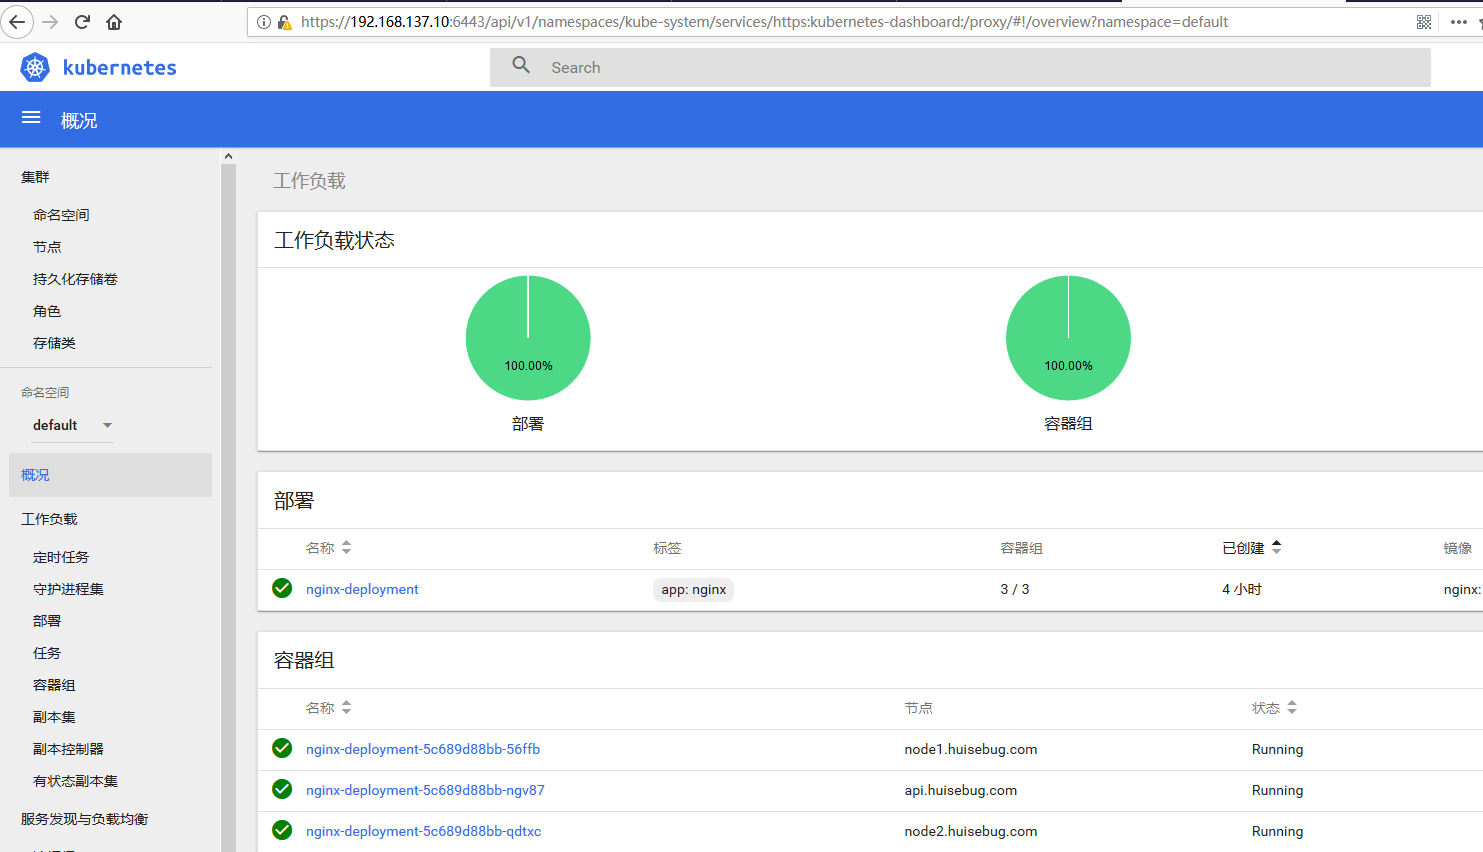 https://192.168.137.10:6443/api/v1/namespaces/kube-system/services/https:kubernetes-dashboard:/proxy/#!/overview?namespace=default
kubernetes
Search
概况
集群
命名空间
节点
持久化存储卷
角色
存储类
命名空间
default
概况
工作负载
定时任务
守护进程集
部署
任务
容器组
副本集
副本控制器
有状态副本集
服务发现与负载均衡
工作负载
工作负载状态
100.00%
100.00%
部署
容器组
部署
名称 标签 容器组 已创建 镜像
nginx-deployment app: nginx 3 / 3 4 小时 nginx:
容器组
名称 节点 状态
nginx-deployment-5c689d88bb-56ffb node1.huisebug.com Running
nginx-deployment-5c689d88bb-ngv87 api.huisebug.com Running
nginx-deployment-5c689d88bb-qdtxc node2.huisebug.com Running